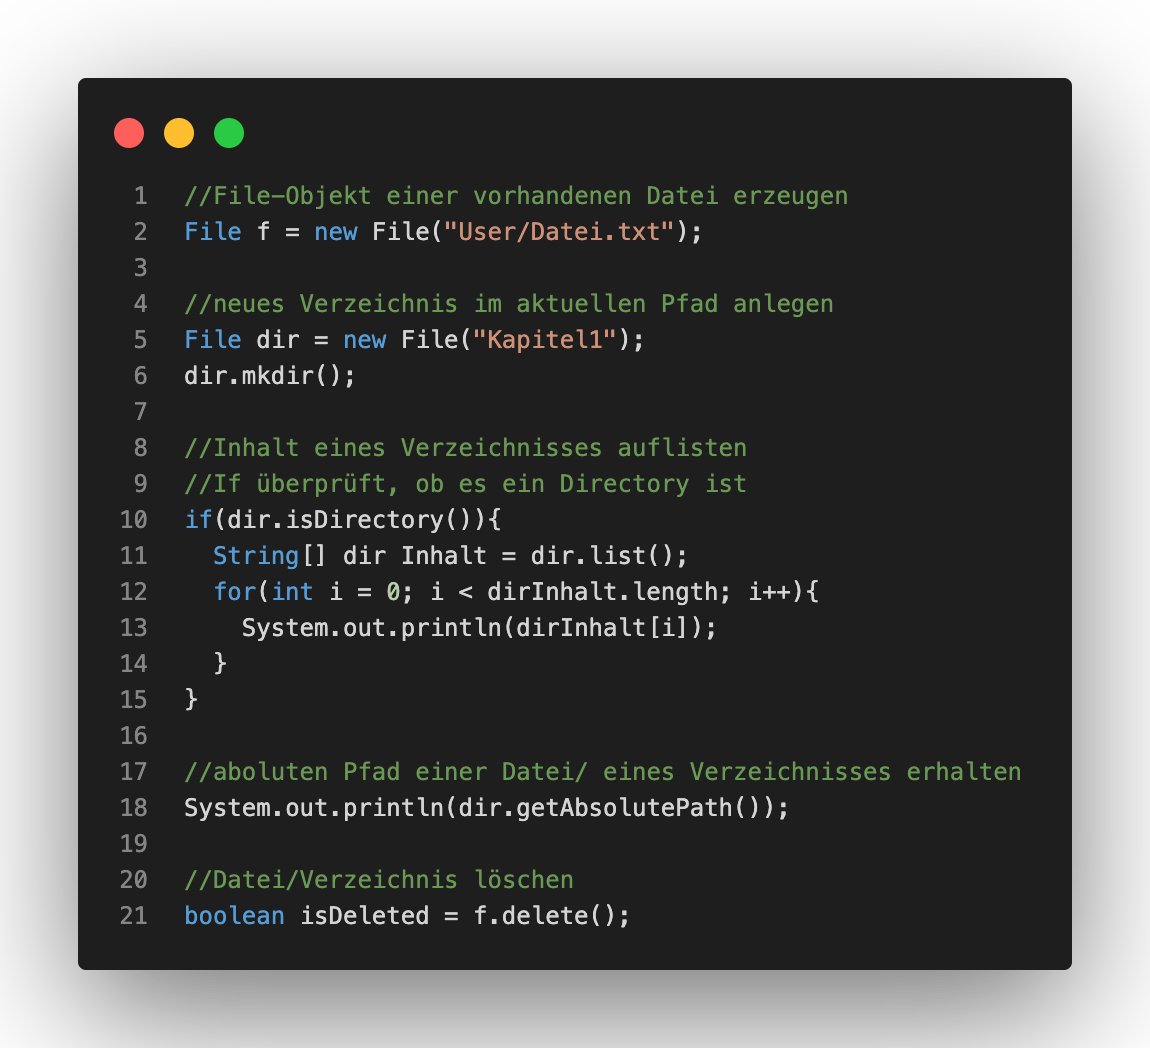 1 //File-Objekt einer vorhandenen Datei erzeugen
2 File f = new File("User/Datei.txt");
3
4 //neues Verzeichnis im aktuellen Pfad anlegen
5 File dir = new File("Kapitel1");
6 dir.mkdir();
7
8 //Inhalt eines Verzeichnisses auflisten
9 //If überprüft, ob es ein Directory ist
10 if(dir.isDirectory()){
11   String[] dir Inhalt = dir.list();
12   for(int i = 0; i < dirInhalt.length; i++){
13     System.out.println(dirInhalt[i]);
14   }
15 }
16
17 //aboluten Pfad einer Datei/ eines Verzeichnisses erhalten
18 System.out.println(dir.getAbsolutePath());
19
20 //Datei/Verzeichnis löschen
21 boolean isDeleted = f.delete();